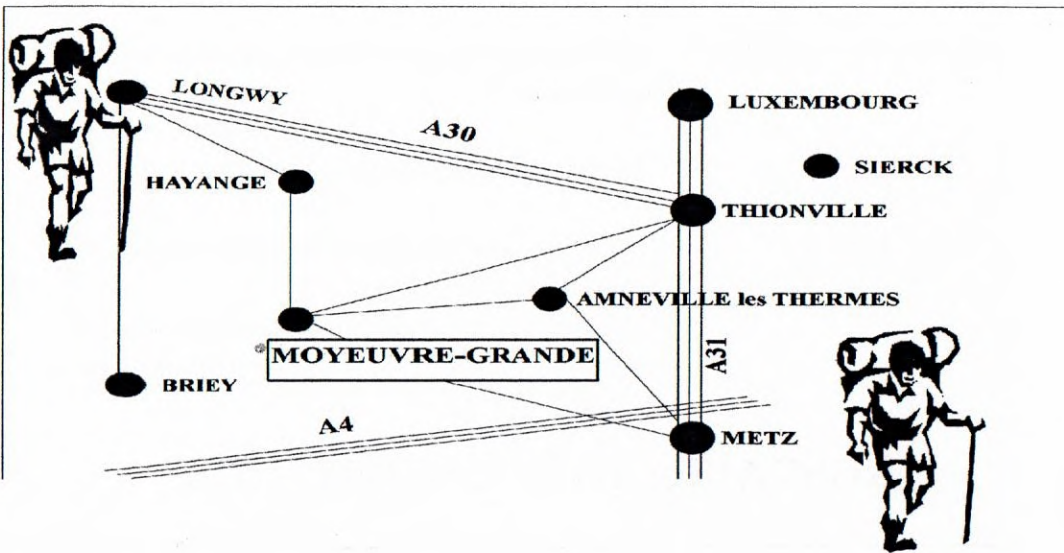 LONGWY
LUXEMBOURG
A30
SIERCK
HAYANGE
THIONVILLE
AMNEVILLE les THERMES
MOYEUVRE-GRANDE
A31
BRIEY
A4
METZ